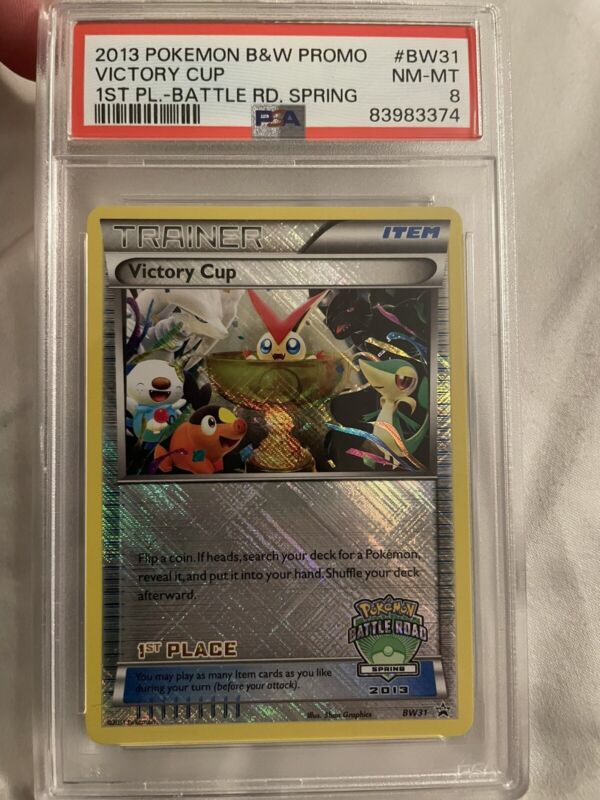 2013 POKEMON B&W PROMO #BW31
VICTORY CUP NM-MT
1ST PL.-BATTLE RD. SPRING 8
PSA 83983374
TRAINER ITEM
Victory Cup
Flip a coin. If heads, search your deck for a Pokémon,
reveal it, and put it into your hand. Shuffle your deck
afterward.
Pokémon
BATTLE ROAD
SPRING
2013
1ST PLACE
You may play as many Item cards as you like
during your turn (before your attack).
Illus. Shan Graphics BW31